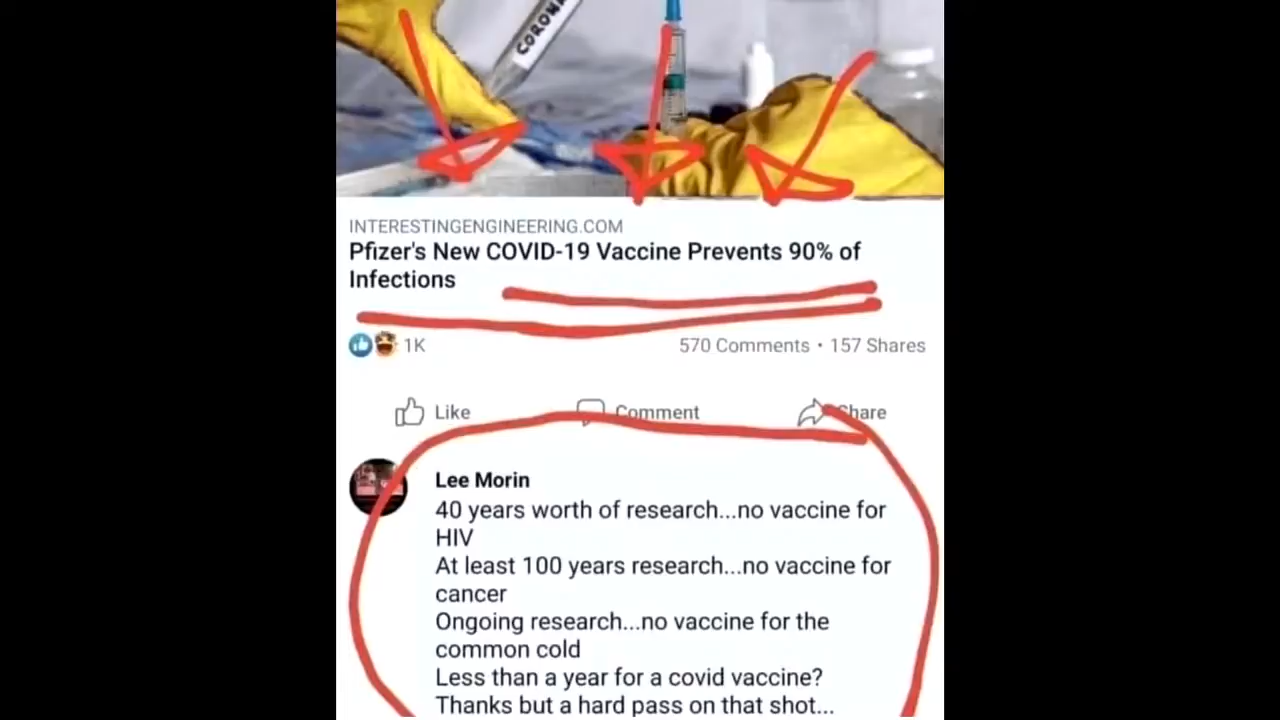 CORONA
INTERESTINGENGINEERING.COM
Pfizer's New COVID-19 Vaccine Prevents 90% of
Infections
1K
570 Comments • 157 Shares
Like
Comment
Share
Lee Morin
40 years worth of research...no vaccine for
HIV
At least 100 years research...no vaccine for
cancer
Ongoing research...no vaccine for the
common cold
Less than a year for a covid vaccine?
Thanks but a hard pass on that shot...